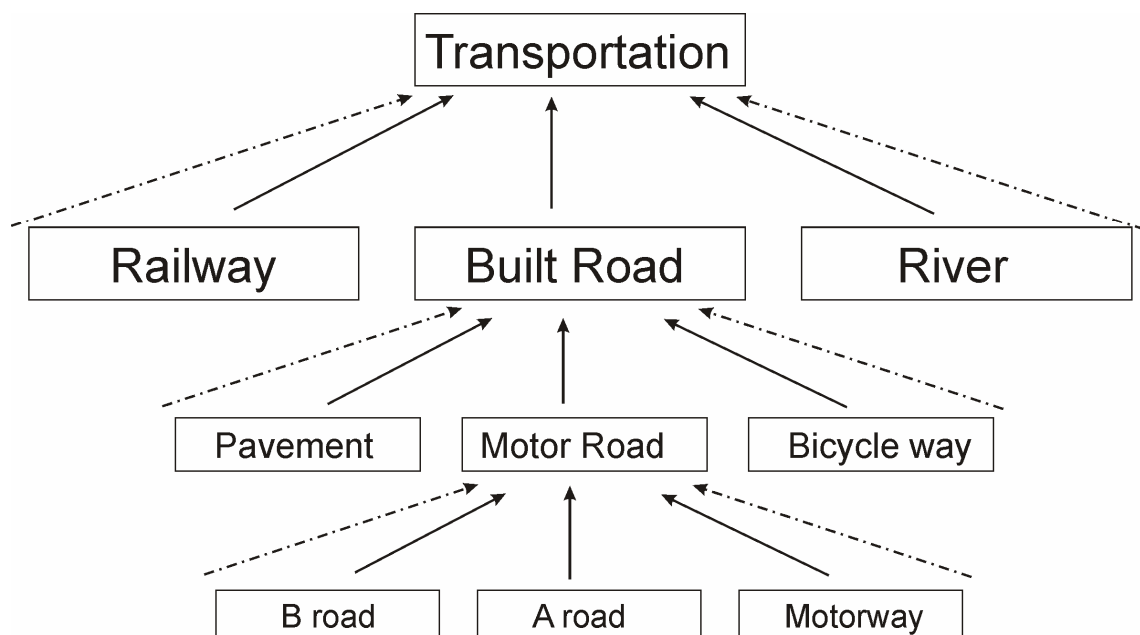 Transportation
Railway
Built Road
River
Pavement
Motor Road
Bicycle way
B road
A road
Motorway